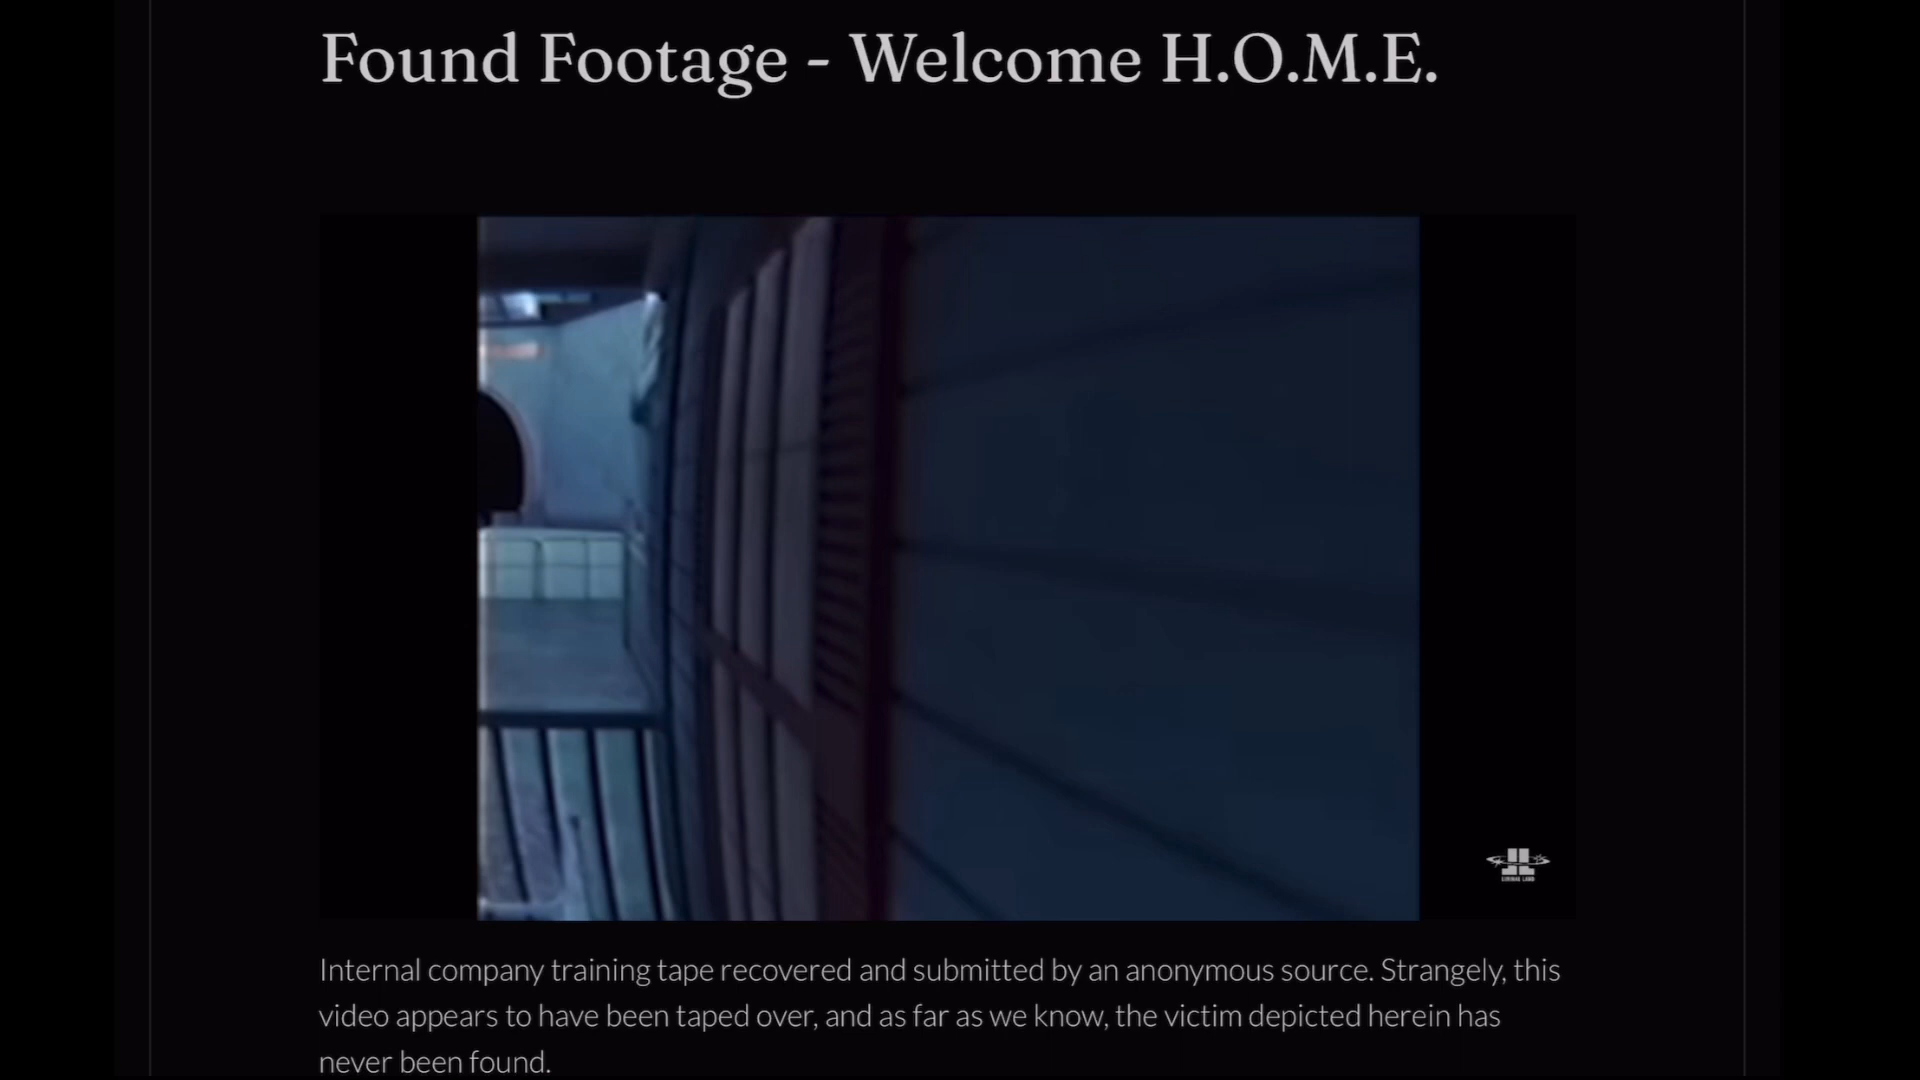 Found Footage - Welcome H.O.M.E.
Internal company training tape recovered and submitted by an anonymous source. Strangely, this
video appears to have been taped over, and as far as we know, the victim depicted herein has
never been found.